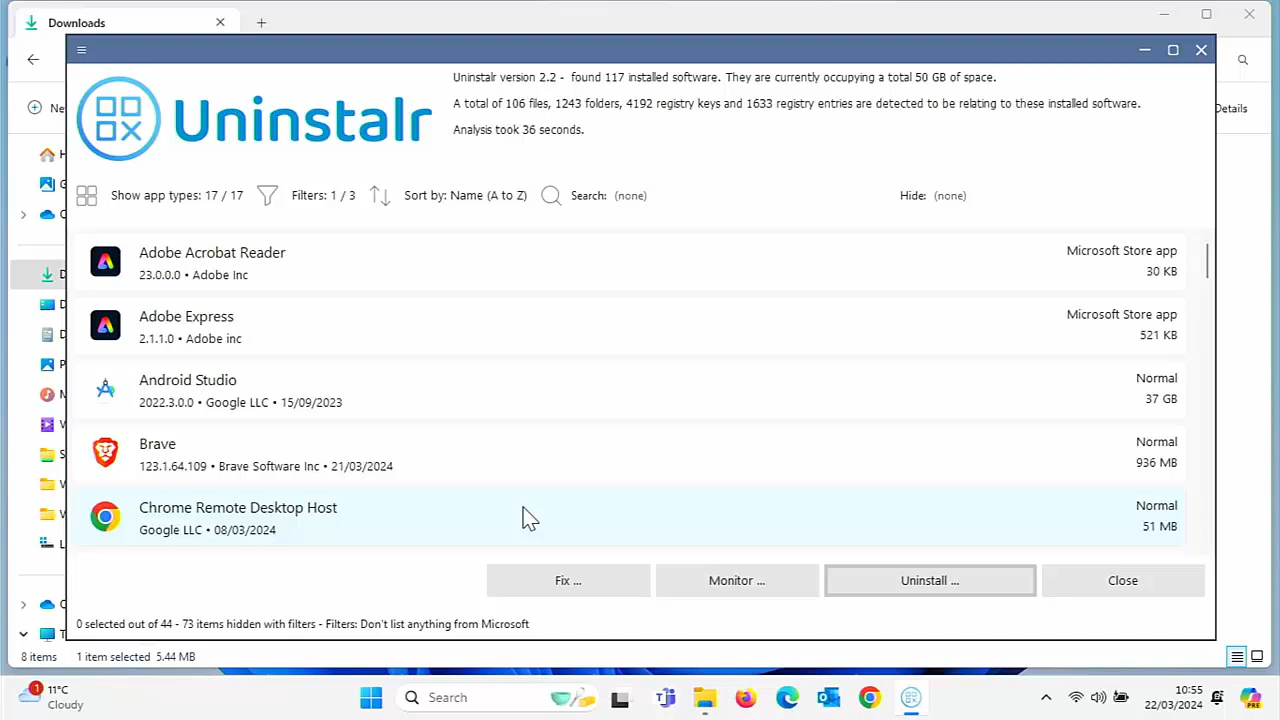 Downloads
Uninstalr
Uninstalr version 2.2 - found 117 installed software. They are currently occupying a total 50 GB of space.
A total of 106 files, 1243 folders, 4192 registry keys and 1633 registry entries are detected to be relating to these installed software.
Analysis took 36 seconds.
Details
Show app types: 17 / 17
Filters: 1 / 3
Sort by: Name (A to Z)
Search: (none)
Hide: (none)
Adobe Acrobat Reader
23.0.0.0 • Adobe Inc
Microsoft Store app
30 KB
Adobe Express
2.1.1.0 • Adobe inc
Microsoft Store app
521 KB
Android Studio
2022.3.0.0 • Google LLC • 15/09/2023
Normal
37 GB
Brave
123.1.64.109 • Brave Software Inc • 21/03/2024
Normal
936 MB
Chrome Remote Desktop Host
Google LLC • 08/03/2024
Normal
51 MB
Fix ...
Monitor ...
Uninstall ...
Close
0 selected out of 44 - 73 items hidden with filters - Filters: Don't list anything from Microsoft
8 items
1 item selected 5.44 MB
1
11°C
Cloudy
Search
PRE
10:55
22/03/2024